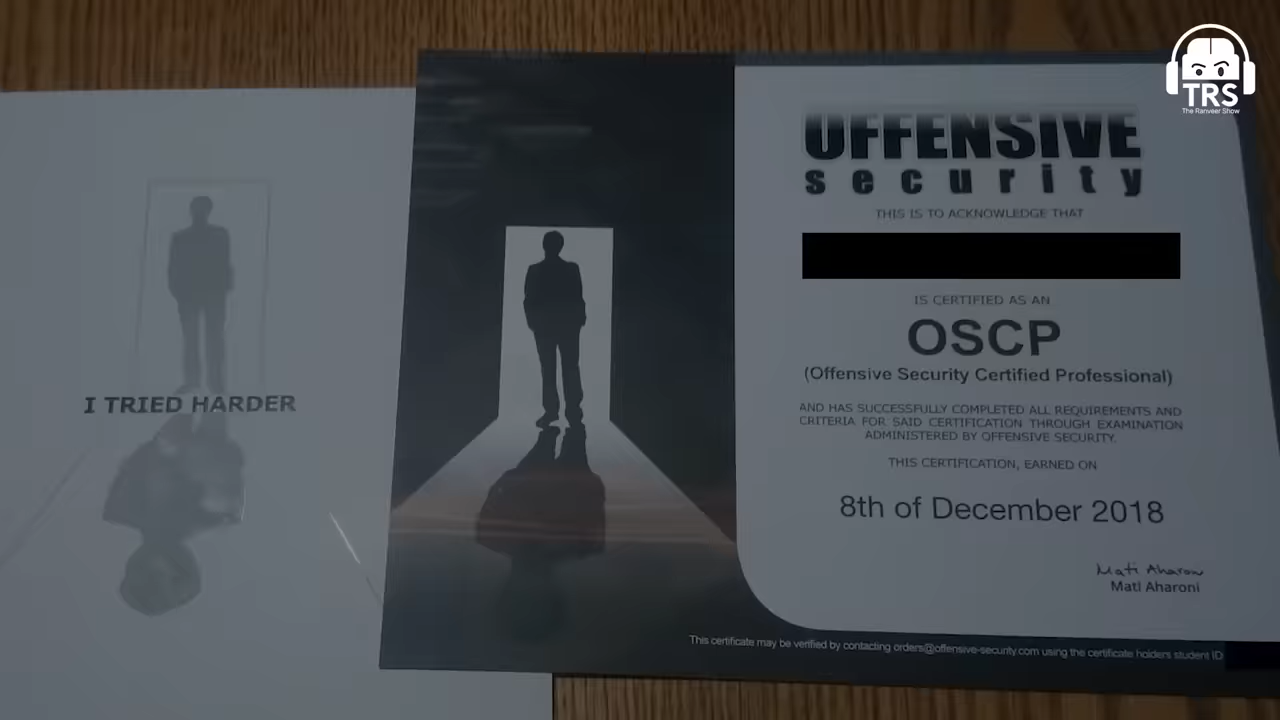 TRS
The Ranveer Show
I TRIED HARDER
OFFENSIVE
security
THIS IS TO ACKNOWLEDGE THAT
IS CERTIFIED AS AN
OSCP
(Offensive Security Certified Professional)
AND HAS SUCCESSFULLY COMPLETED ALL REQUIREMENTS AND
CRITERIA FOR SAID CERTIFICATION THROUGH EXAMINATION
ADMINISTERED BY OFFENSIVE SECURITY.
THIS CERTIFICATION, EARNED ON
8th of December 2018
Mati Aharoni
Mati Aharoni
This certificate may be verified by contacting orders@offensive-security.com using the certificate holders student ID